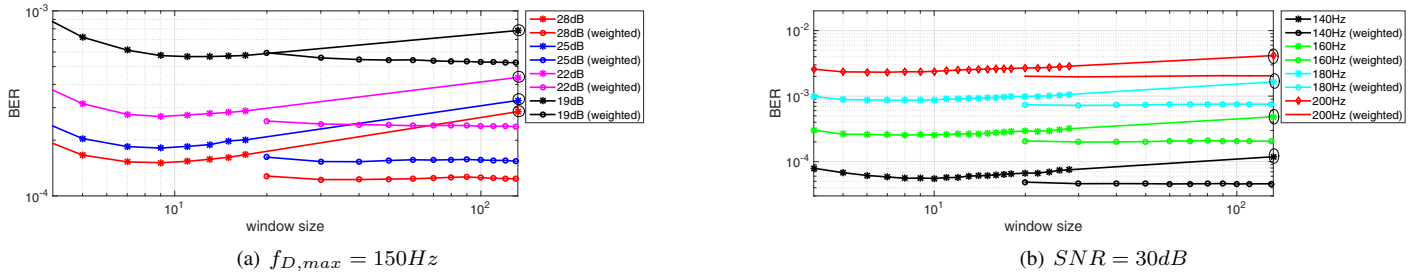 10^{-3}
10^{-4}
BER
10^1
10^2
window size
28dB
28dB (weighted)
25dB
25dB (weighted)
22dB
22dB (weighted)
19dB
19dB (weighted)
(a) f_{D,max} = 150Hz
10^{-2}
10^{-3}
10^{-4}
BER
10^1
10^2
window size
140Hz
140Hz (weighted)
160Hz
160Hz (weighted)
180Hz
180Hz (weighted)
200Hz
200Hz (weighted)
(b) SNR = 30dB